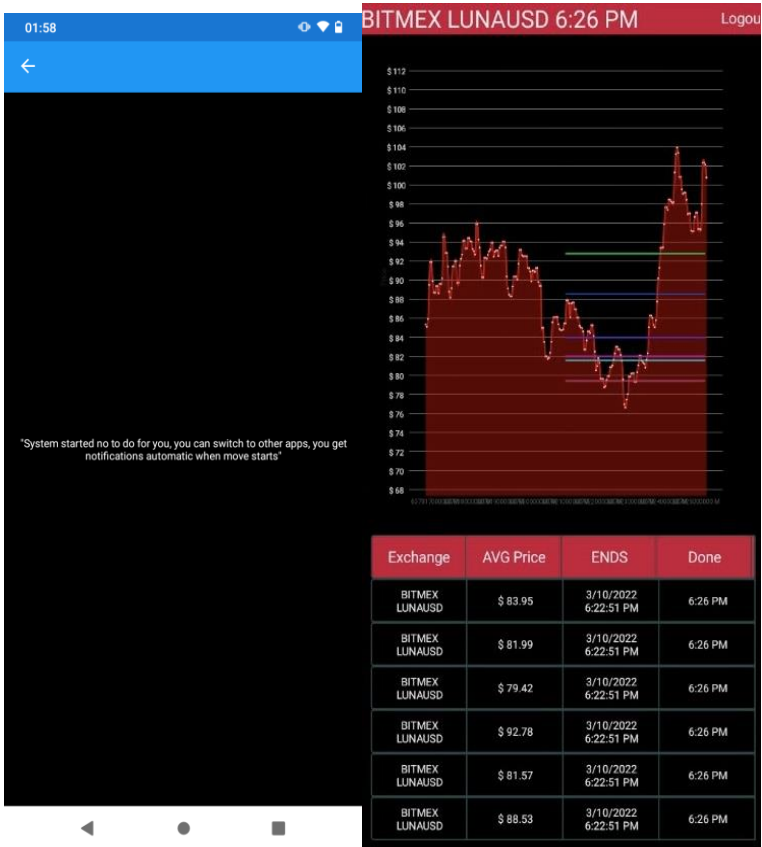 01:58
"System started no to do for you, you can switch to other apps, you get
notifications automatic when move starts"
BITMEX LUNAUSD 6:26 PM
Logou
$ 112
$ 110
$ 108
$ 106
$ 104
$ 102
$ 100
$ 98
$ 96
$ 94
$ 92
$ 90
$ 88
$ 86
$ 84
$ 82
$ 80
$ 78
$ 76
$ 74
$ 72
$ 70
$ 68
Exchange AVG Price ENDS Done
BITMEX
LUNAUSD
$ 83.95
3/10/2022
6:22:51 PM
6:26 PM
BITMEX
LUNAUSD
$ 81.99
3/10/2022
6:22:51 PM
6:26 PM
BITMEX
LUNAUSD
$ 79.42
3/10/2022
6:22:51 PM
6:26 PM
BITMEX
LUNAUSD
$ 92.78
3/10/2022
6:22:51 PM
6:26 PM
BITMEX
LUNAUSD
$ 81.57
3/10/2022
6:22:51 PM
6:26 PM
BITMEX
LUNAUSD
$ 88.53
3/10/2022
6:22:51 PM
6:26 PM